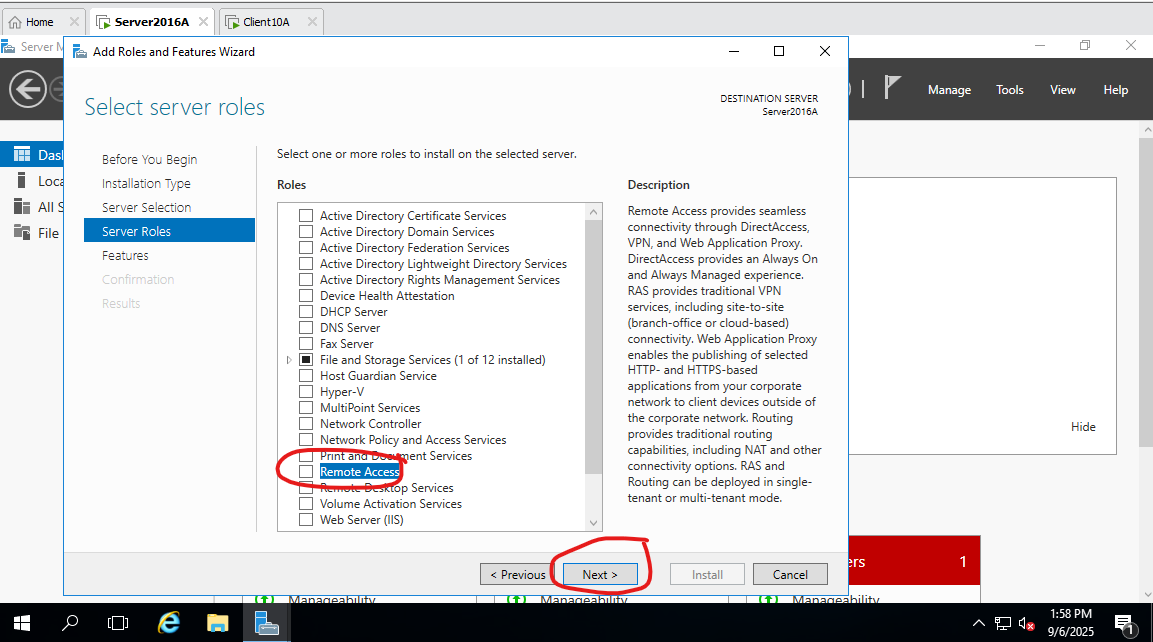 Home
Server2016A
Client10A
Server M
Add Roles and Features Wizard
Manage
Tools
View
Help
Select server roles
DESTINATION SERVER
Server2016A
Dash
Loca
All S
File
Before You Begin
Installation Type
Server Selection
Server Roles
Features
Confirmation
Results
Select one or more roles to install on the selected server.
Roles
Active Directory Certificate Services
Active Directory Domain Services
Active Directory Federation Services
Active Directory Lightweight Directory Services
Active Directory Rights Management Services
Device Health Attestation
DHCP Server
DNS Server
Fax Server
File and Storage Services (1 of 12 installed)
Host Guardian Service
Hyper-V
MultiPoint Services
Network Controller
Network Policy and Access Services
Print and Document Services
Remote Access
Remote Desktop Services
Volume Activation Services
Web Server (IIS)
Description
Remote Access provides seamless
connectivity through DirectAccess,
VPN, and Web Application Proxy.
DirectAccess provides an Always On
and Always Managed experience.
RAS provides traditional VPN
services, including site-to-site
(branch-office or cloud-based)
connectivity. Web Application Proxy
enables the publishing of selected
HTTP- and HTTPS-based
applications from your corporate
network to client devices outside of
the corporate network. Routing
provides traditional routing
capabilities, including NAT and other
connectivity options. RAS and
Routing can be deployed in single-
tenant or multi-tenant mode.
Hide
ers 1
< Previous
Next >
Install
Cancel
Manageability
Manageability
Manageability
1:58 PM
9/6/2025
1